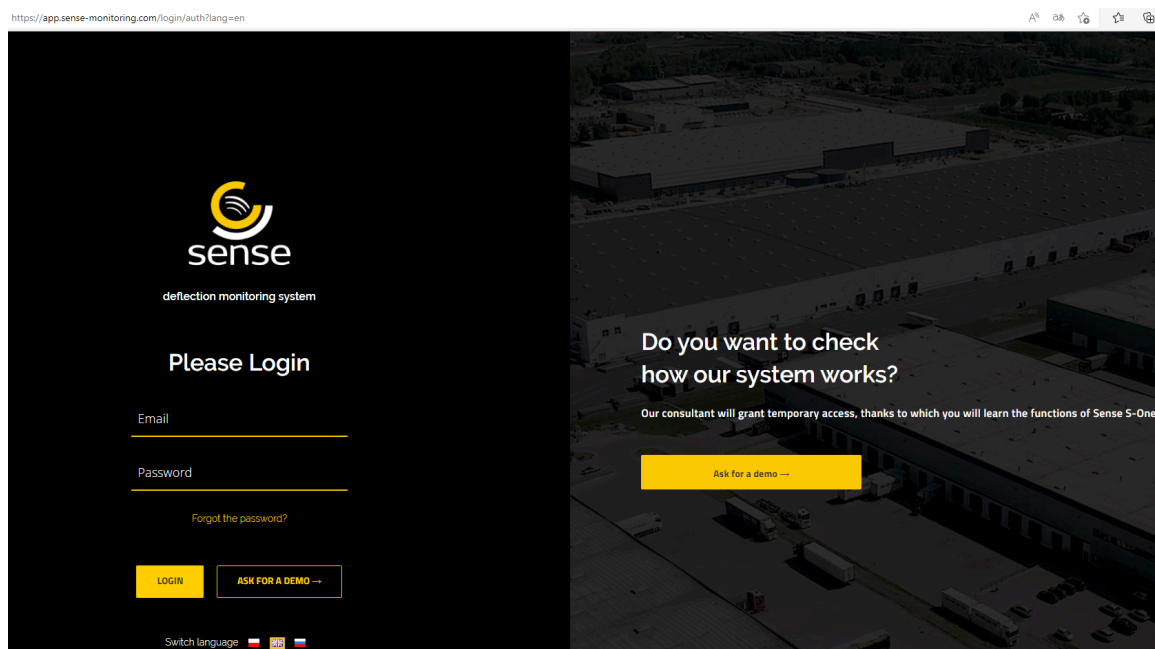 https://app.sense-monitoring.com/login/auth?lang=en
sense
deflection monitoring system
Please Login
Email
Password
Forgot the password?
LOGIN
ASK FOR A DEMO →
Switch language
Do you want to check
how our system works?
Our consultant will grant temporary access, thanks to which you will learn the functions of Sense S-One
Ask for a demo →